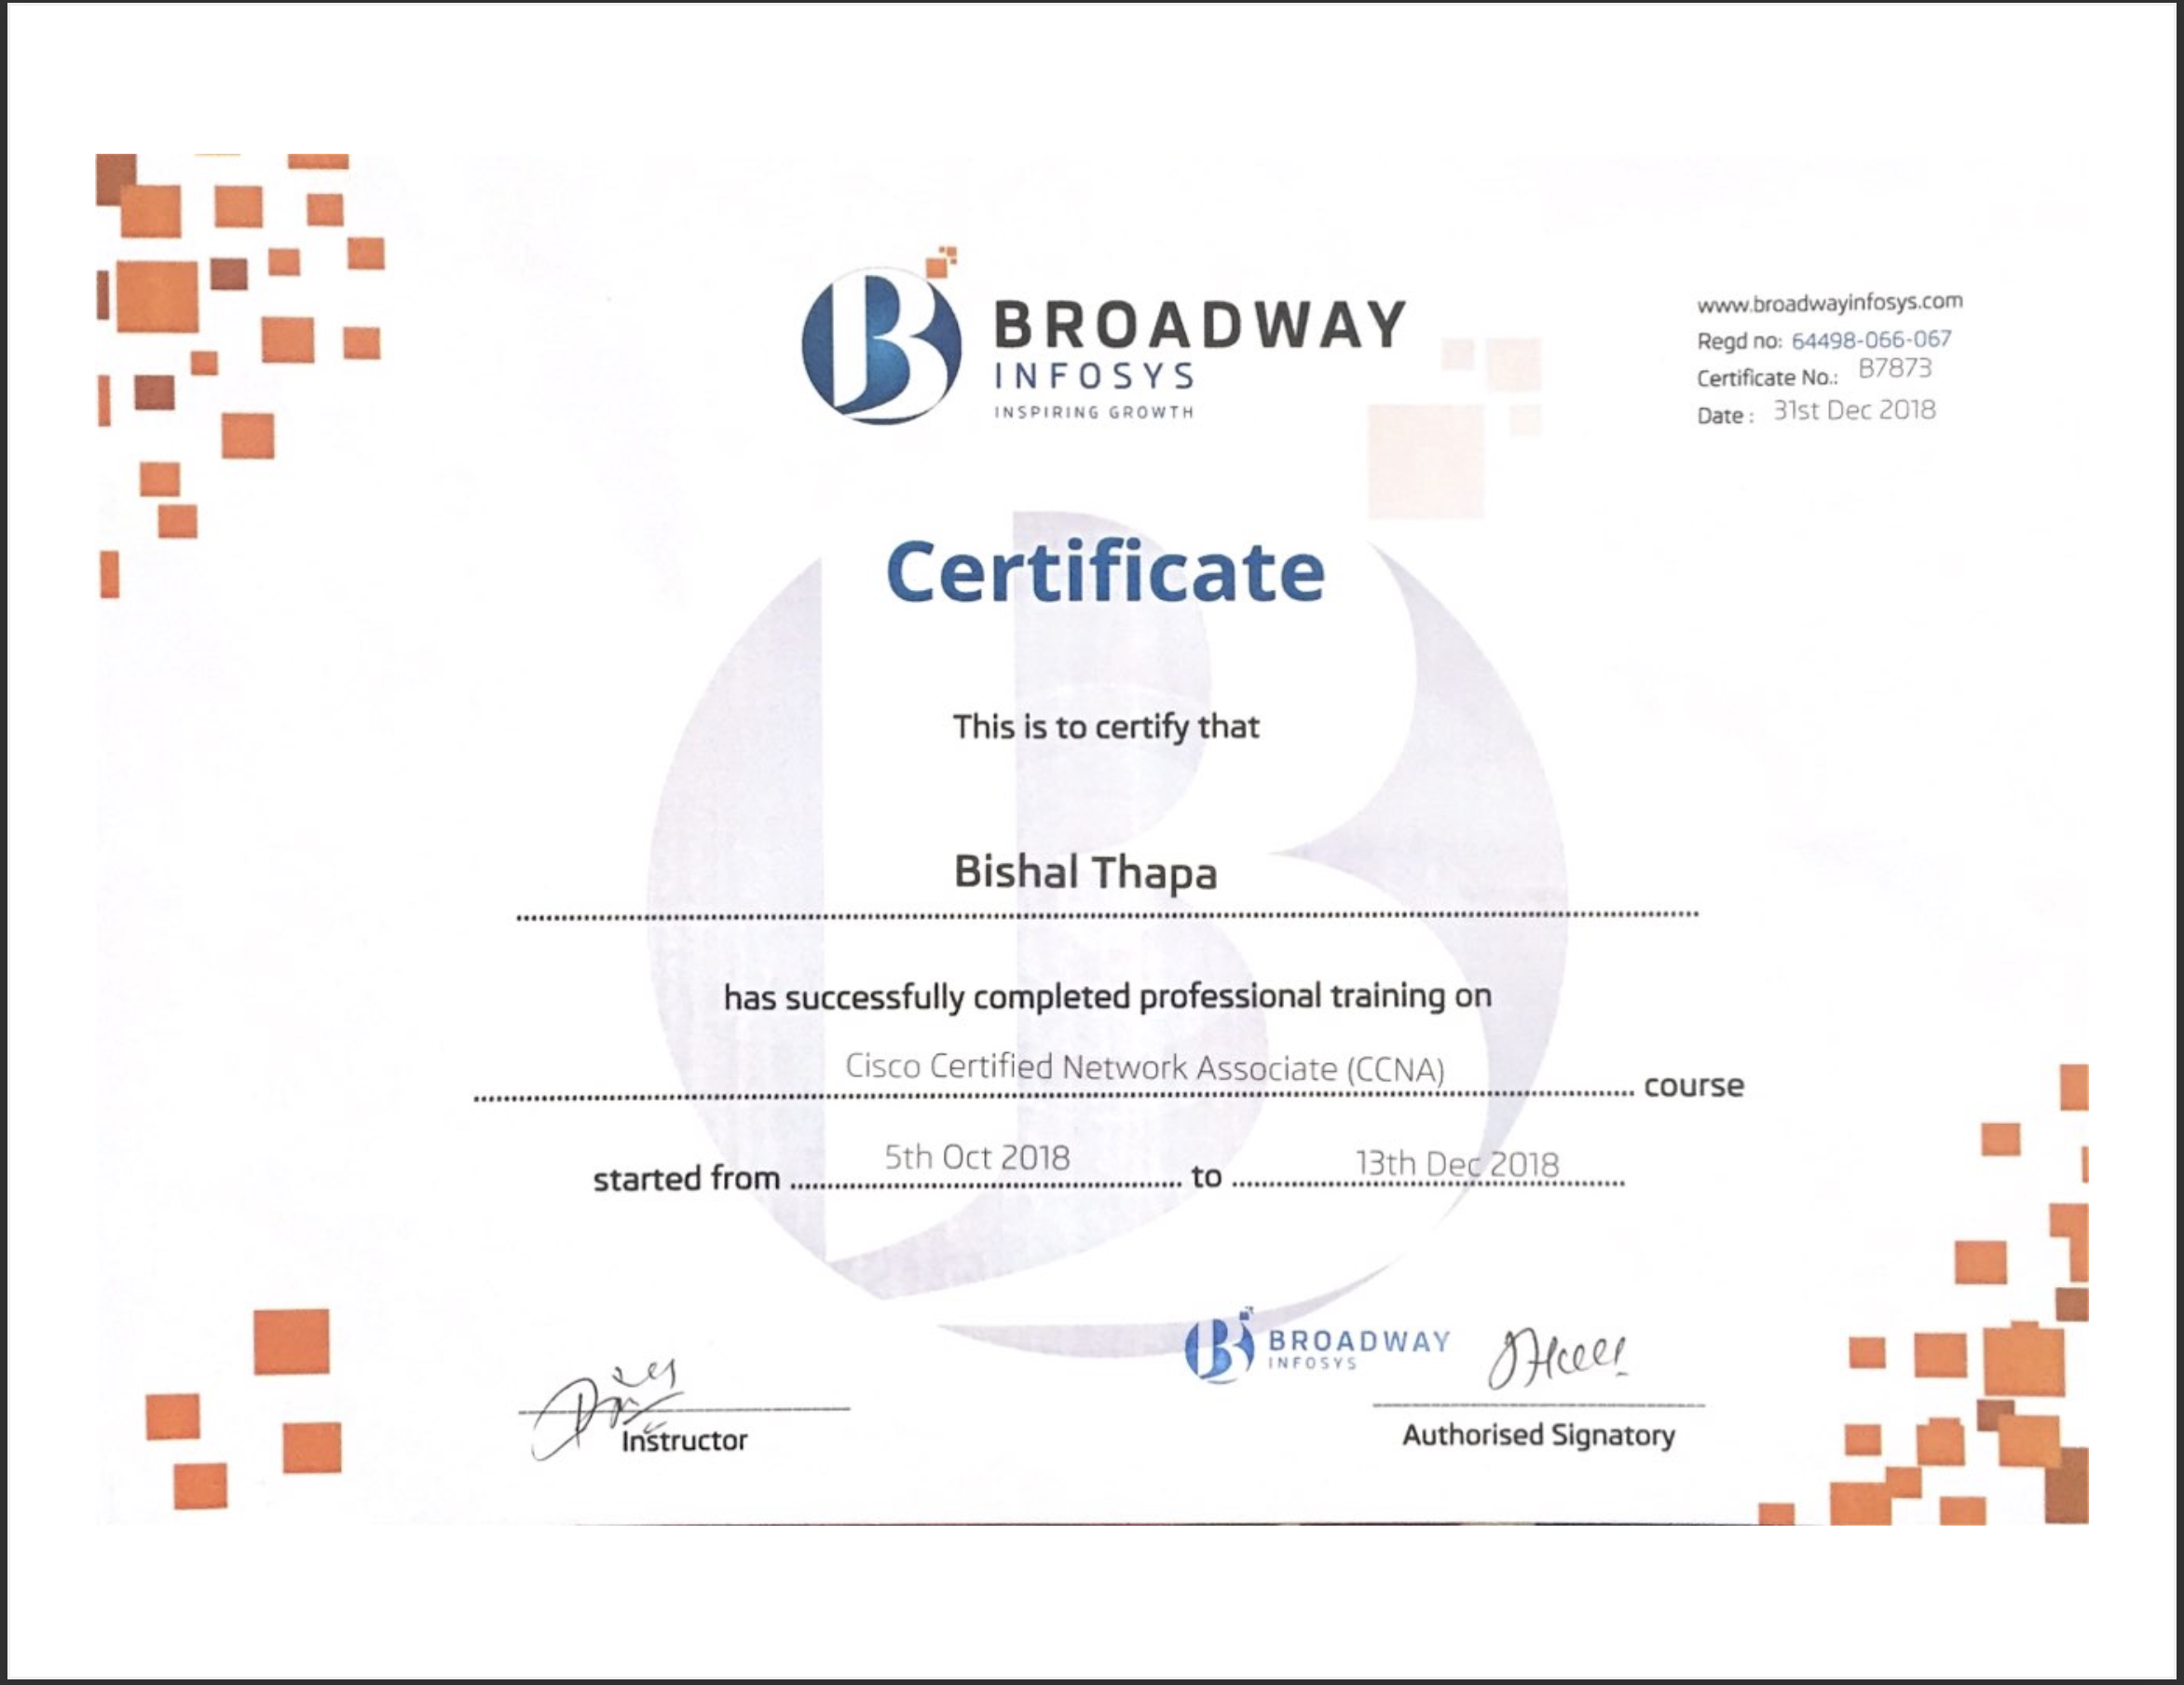 BROADWAY
INFOSYS
INSPIRING GROWTH
www.broadwayinfosys.com
Regd no: 64498-066-067
Certificate No.: B7873
Date : 31st Dec 2018
Certificate
This is to certify that
Bishal Thapa
has successfully completed professional training on
Cisco Certified Network Associate (CCNA) course
started from 5th Oct 2018 to 13th Dec 2018
Instructor
BROADWAY
INFOSYS
Authorised Signatory